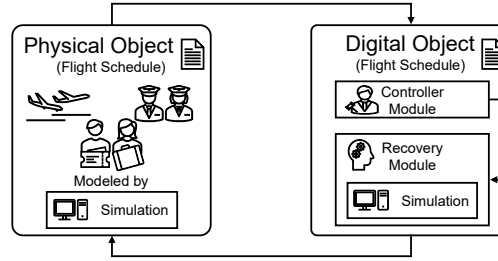 Physical Object
(Flight Schedule)
Modeled by
Simulation
Digital Object
(Flight Schedule)
Controller
Module
Recovery
Module
Simulation